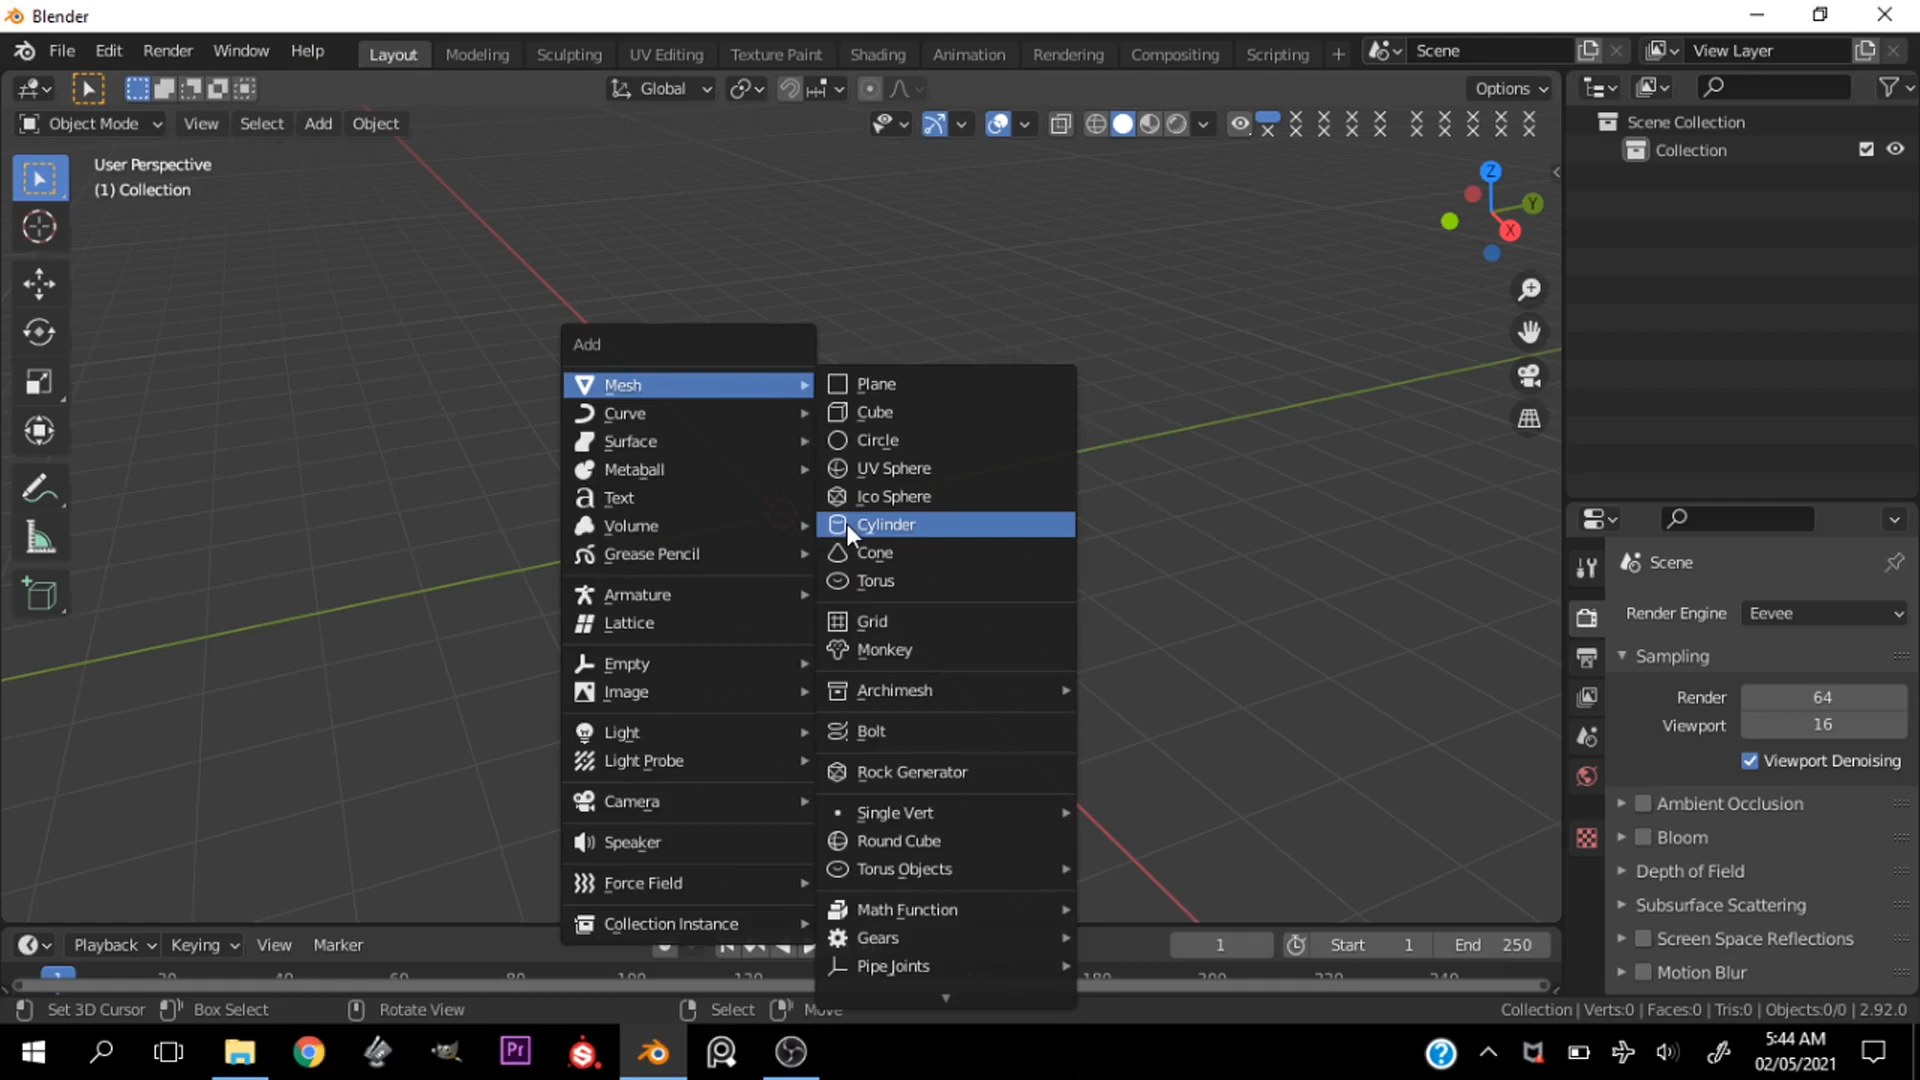 Blender
File Edit Render Window Help Layout Modeling Sculpting UV Editing Texture Paint Shading Animation Rendering Compositing Scripting + Scene View Layer
Global Options
Object Mode View Select Add Object
User Perspective
(1) Collection
Z
Y
X
Scene Collection
Collection
Add
Mesh
Curve
Surface
Metaball
Text
Volume
Grease Pencil
Armature
Lattice
Empty
Image
Light
Light Probe
Camera
Speaker
Force Field
Collection Instance
Plane
Cube
Circle
UV Sphere
Ico Sphere
Cylinder
Cone
Torus
Grid
Monkey
Archimesh
Bolt
Rock Generator
Single Vert
Round Cube
Torus Objects
Math Function
Gears
Pipe Joints
Scene
Render Engine Eevee
Sampling
Render 64
Viewport 16
Viewport Denoising
Ambient Occlusion
Bloom
Depth of Field
Subsurface Scattering
Screen Space Reflections
Motion Blur
Playback Keying View Marker 1 Start 1 End 250
1
Set 3D Cursor Box Select Rotate View Select Move Collection | Verts:0 | Faces:0 | Tris:0 | Objects:0/0 | 2.92.0
Pr
5:44 AM
02/05/2021